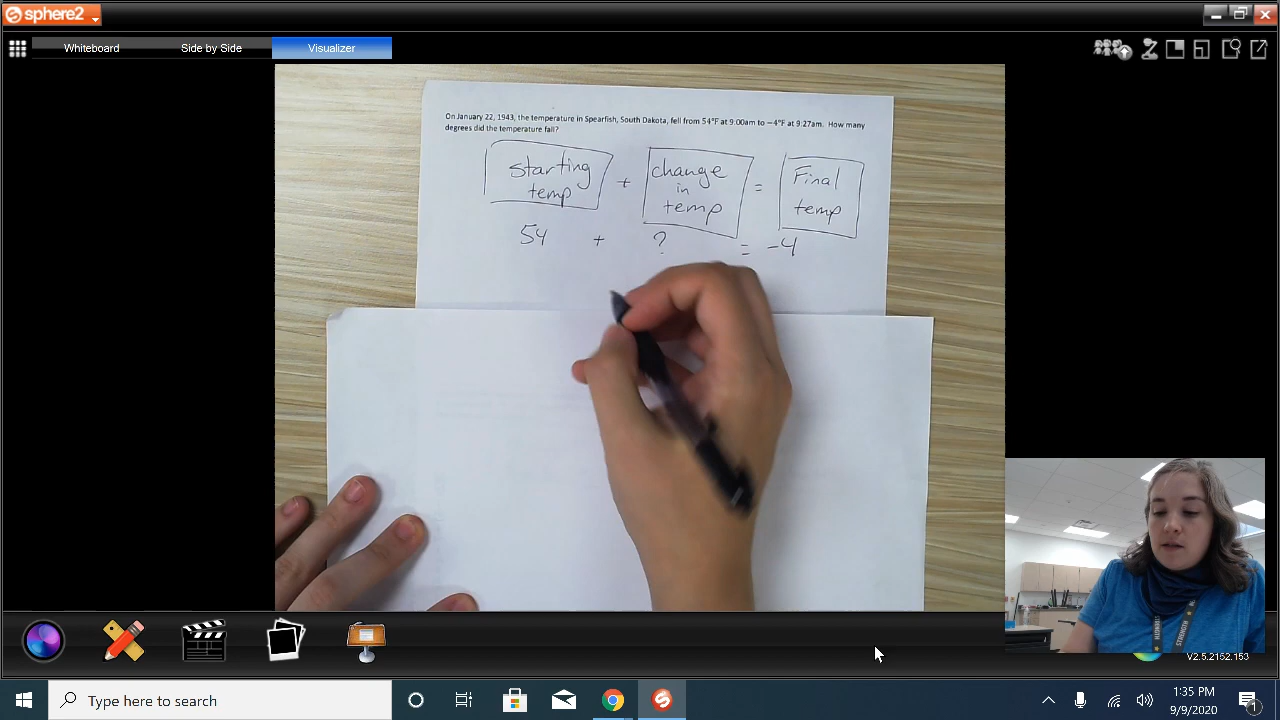 sphere2
Whiteboard Side by Side Visualizer
On January 22, 1943, the temperature in Spearfish, South Dakota, fell from 54°F at 9:00am to −4°F at 9:27am. How many
degrees did the temperature fall?
starting temp + change in temp = Final temp
54 + ? = -4
STRENGTH
V2.5.2152.153
Type here to search
1:35 PM
9/9/2020
1